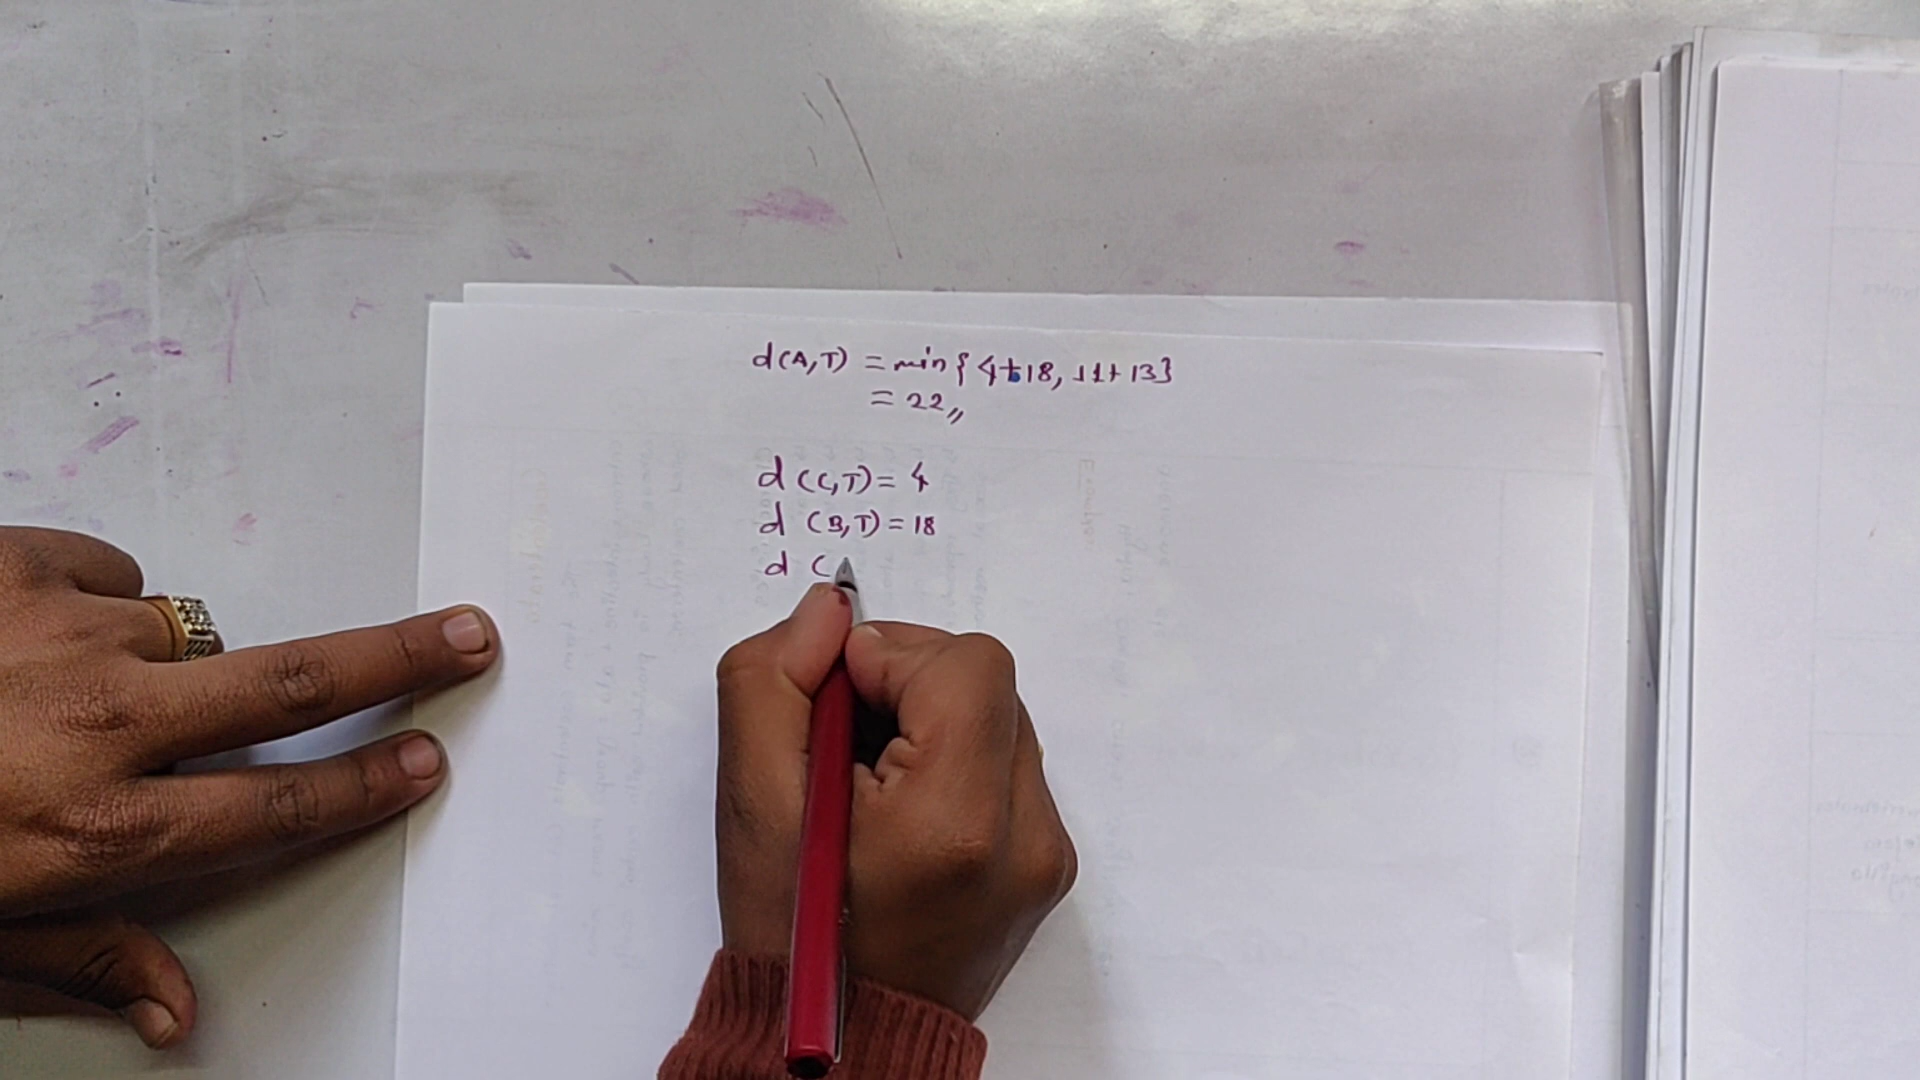 d(A,T) = min{ 4+18, 11+13}
= 22,,
d (C,T) = 4
d (B,T) = 18
d (